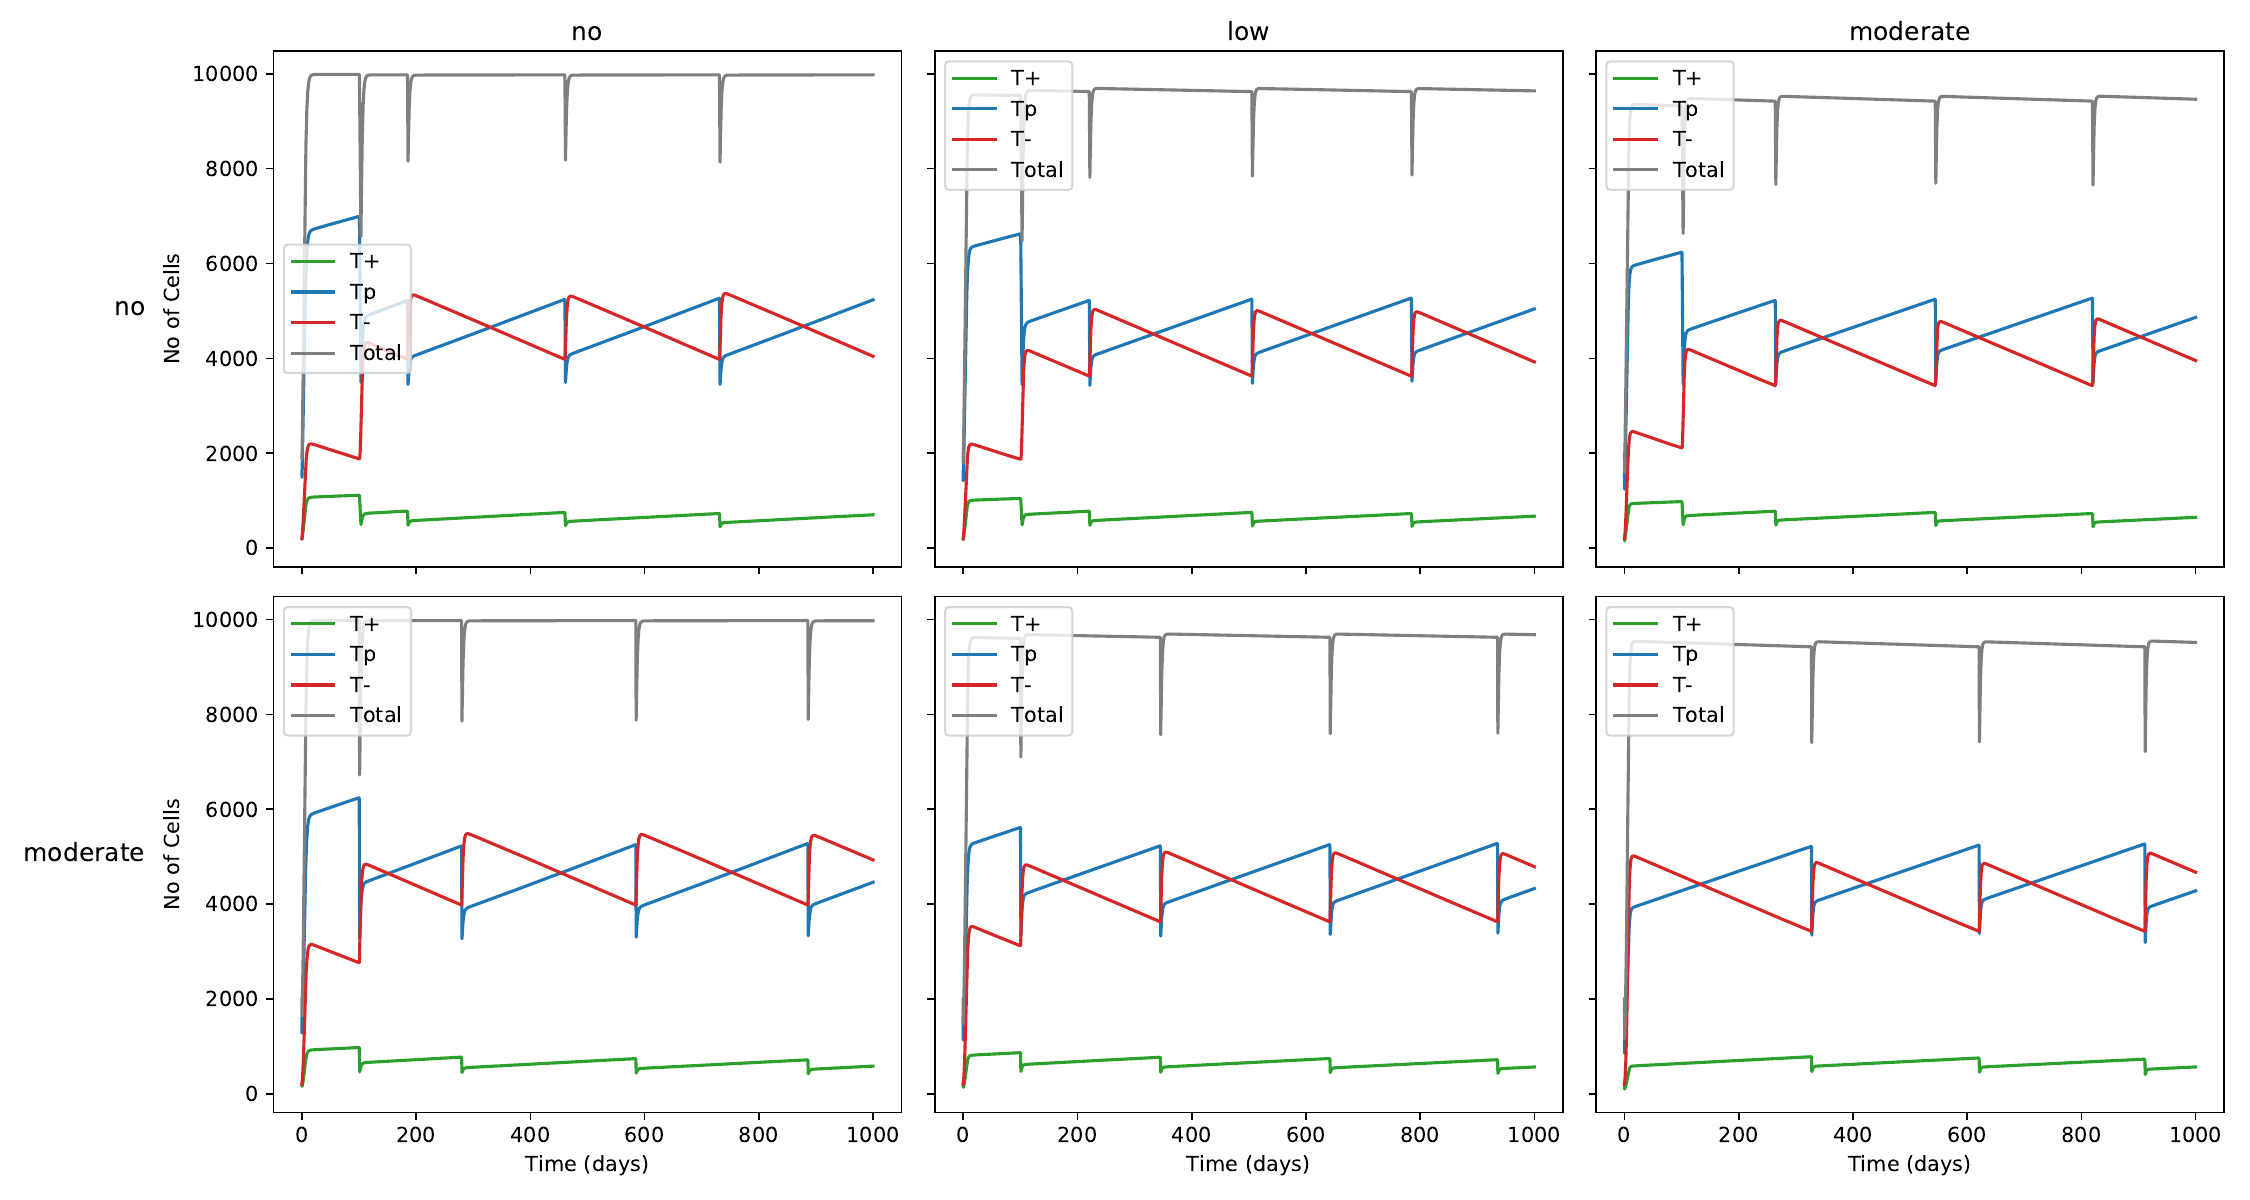 no
low
moderate
no
No of Cells
10000
8000
6000
4000
2000
0
T+
Tp
T-
Total
T+
Tp
T-
Total
T+
Tp
T-
Total
moderate
No of Cells
10000
8000
6000
4000
2000
0
T+
Tp
T-
Total
T+
Tp
T-
Total
T+
Tp
T-
Total
0 200 400 600 800 1000
0 200 400 600 800 1000
0 200 400 600 800 1000
Time (days)
Time (days)
Time (days)